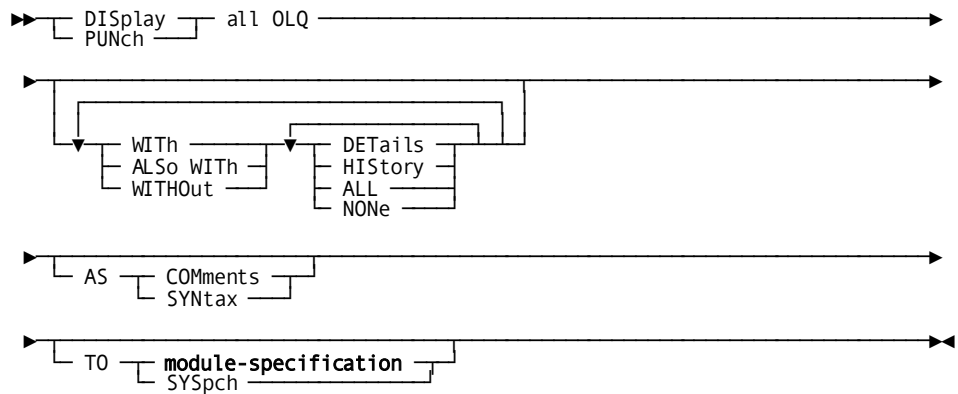 DISplay all OLQ
PUNch
WITh DETails
ALSo WITh HIStory
WITHOut ALL
NONe
AS COMments
SYNtax
TO module-specification
SYSpch